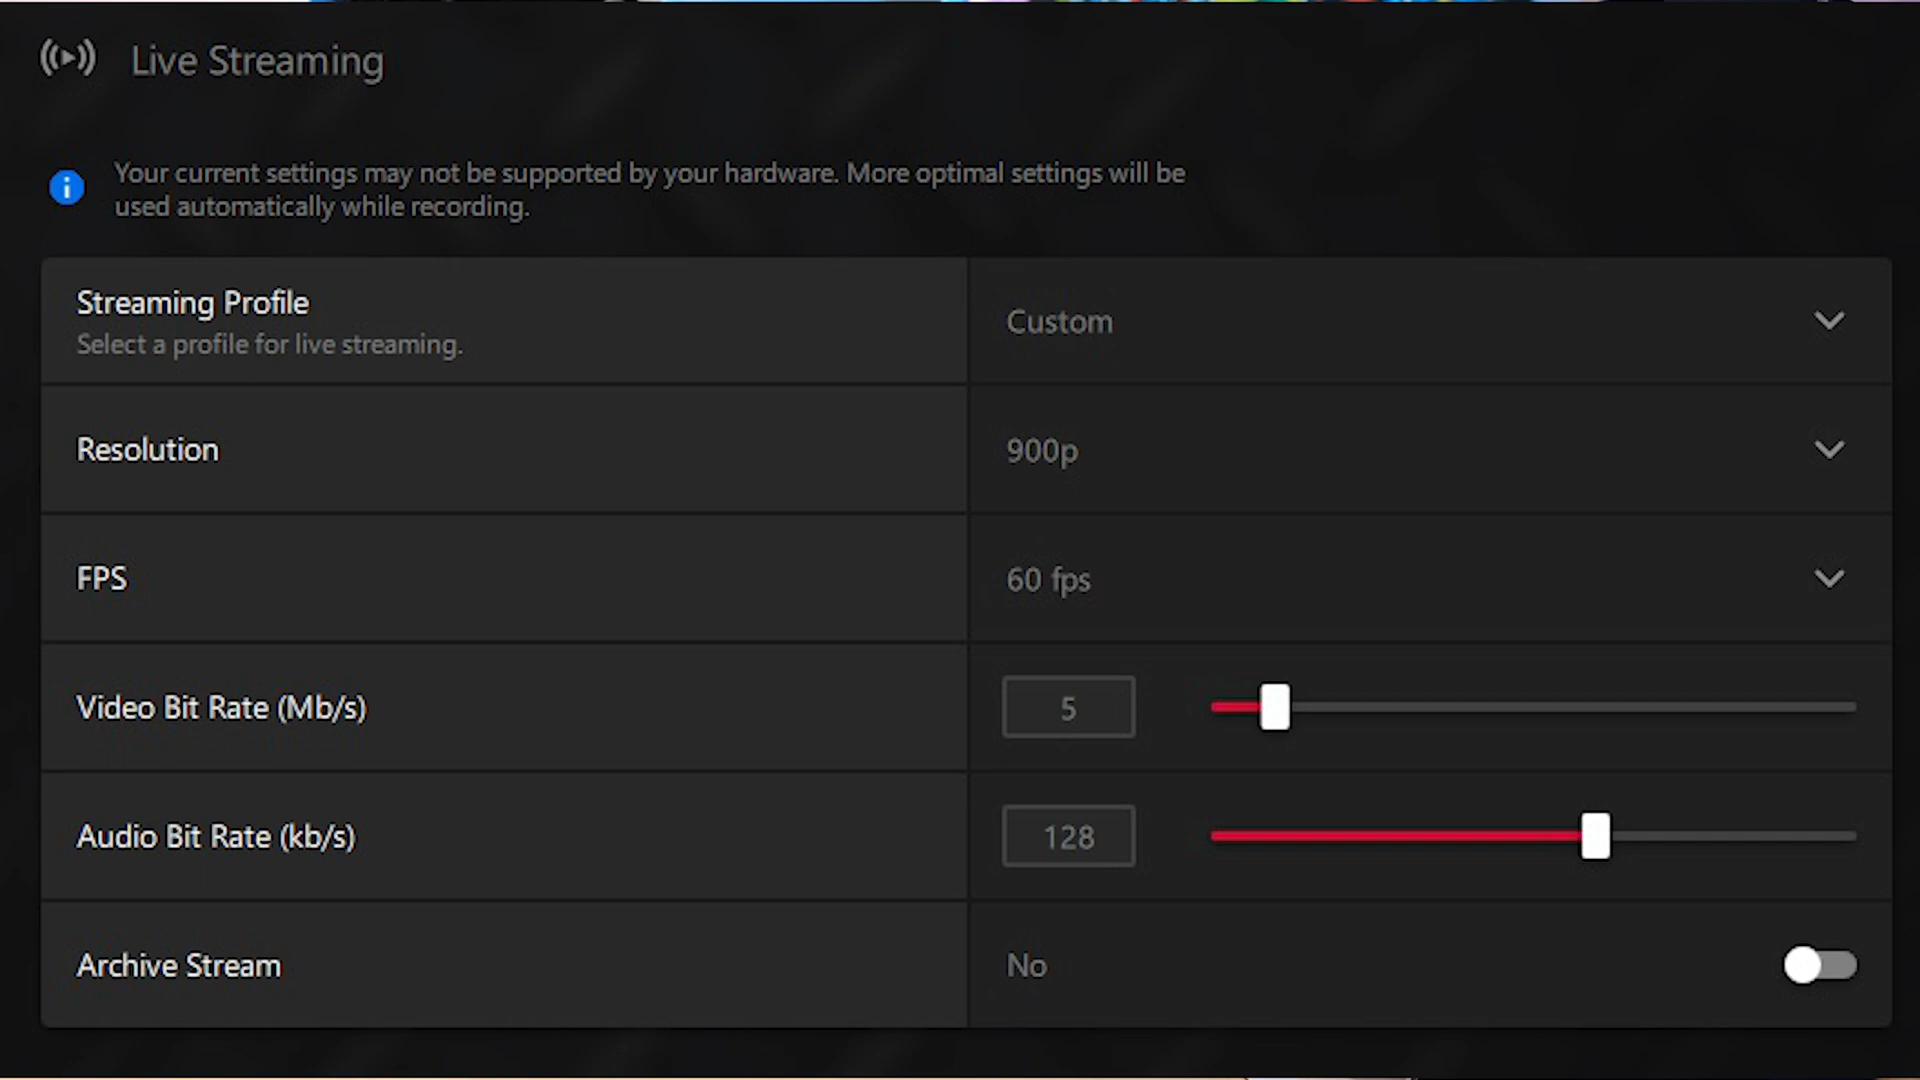 Live Streaming
Your current settings may not be supported by your hardware. More optimal settings will be
used automatically while recording.
Streaming Profile
Select a profile for live streaming.
Custom
Resolution
900p
FPS
60 fps
Video Bit Rate (Mb/s)
5
Audio Bit Rate (kb/s)
128
Archive Stream
No